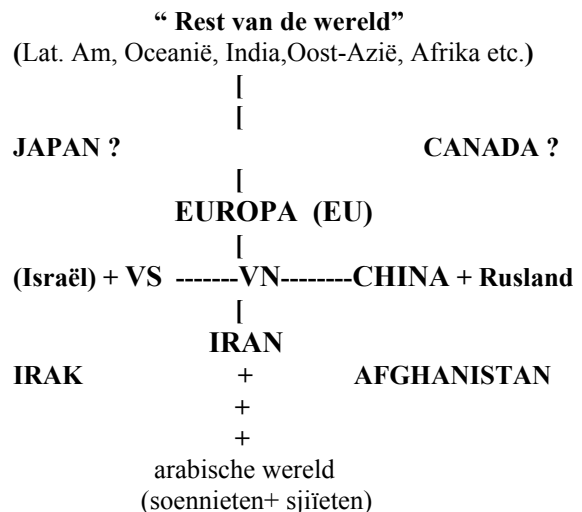 “ Rest van de wereld”
(Lat. Am, Oceanië, India,Oost-Azië, Afrika etc.)
[
[
JAPAN ? CANADA ?
[
EUROPA (EU)
[
(Israël) + VS -------VN--------CHINA + Rusland
[
IRAN
IRAK + AFGHANISTAN
+
+
arabische wereld
(soennieten+ sjiïeten)